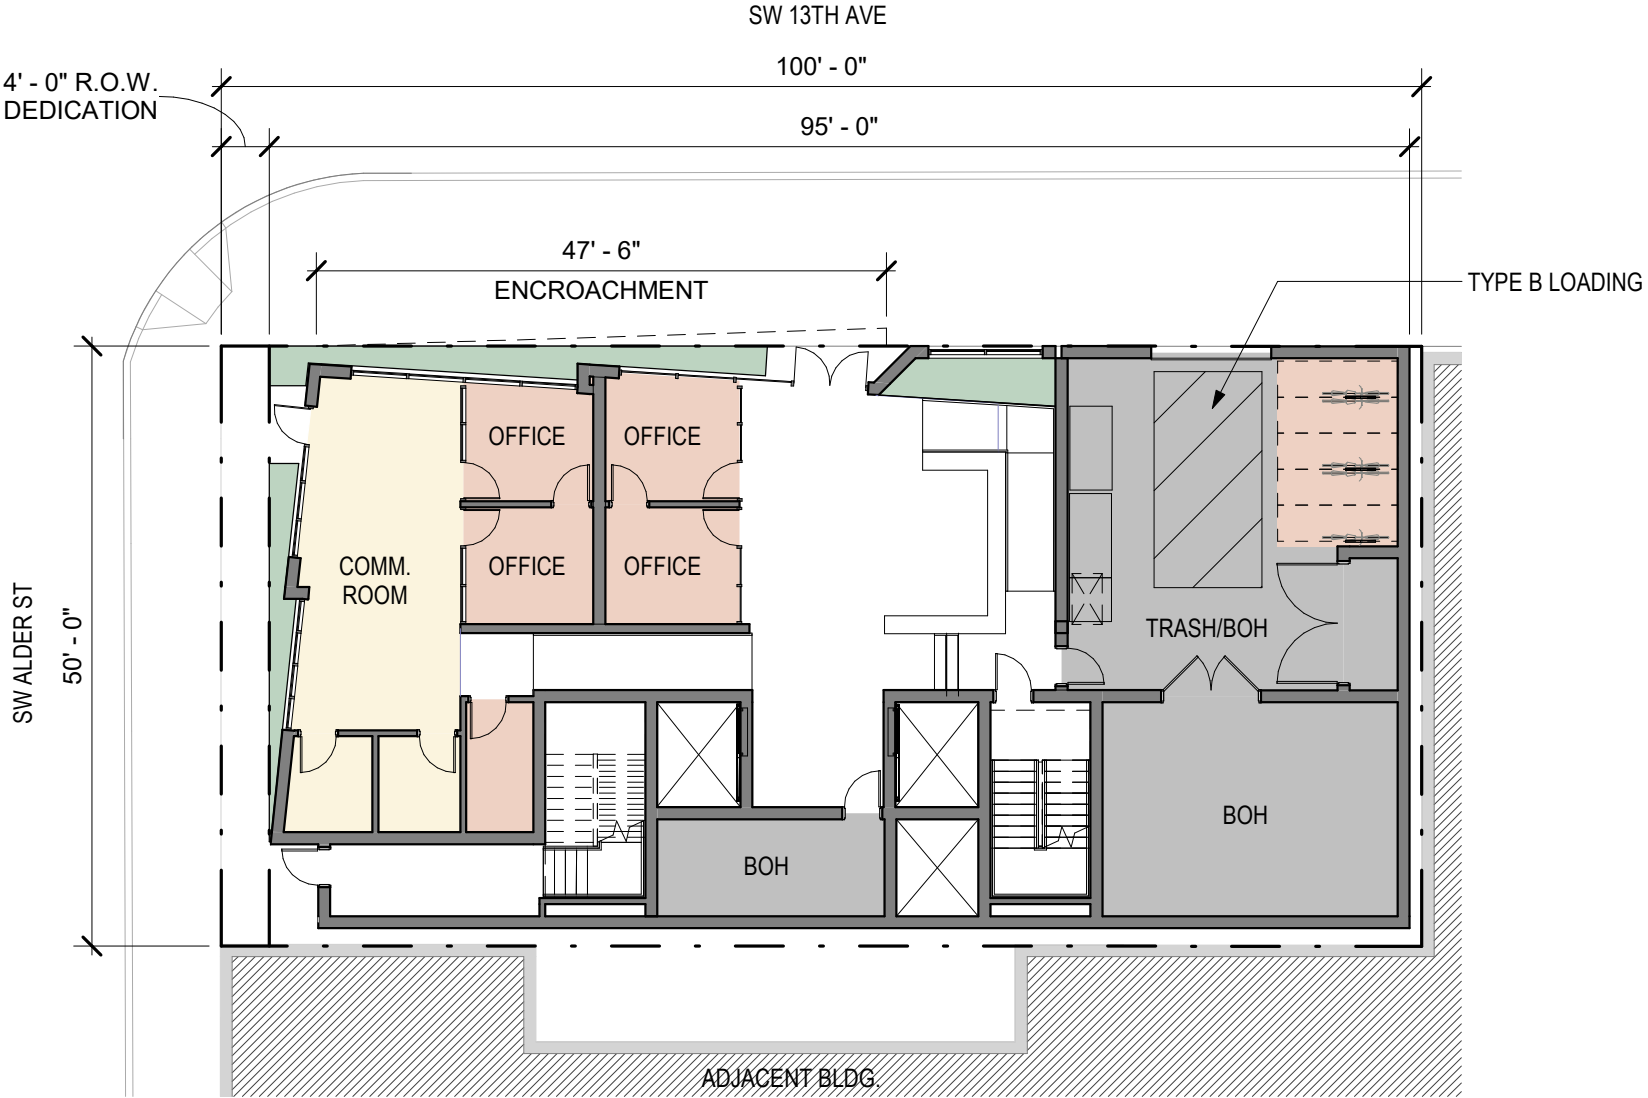 SW 13TH AVE
100' - 0"
4' - 0" R.O.W.
DEDICATION
95' - 0"
47' - 6"
ENCROACHMENT
TYPE B LOADING
OFFICE
OFFICE
OFFICE
OFFICE
COMM.
ROOM
SW ALDER ST
50' - 0"
TRASH/BOH
BOH
BOH
ADJACENT BLDG.